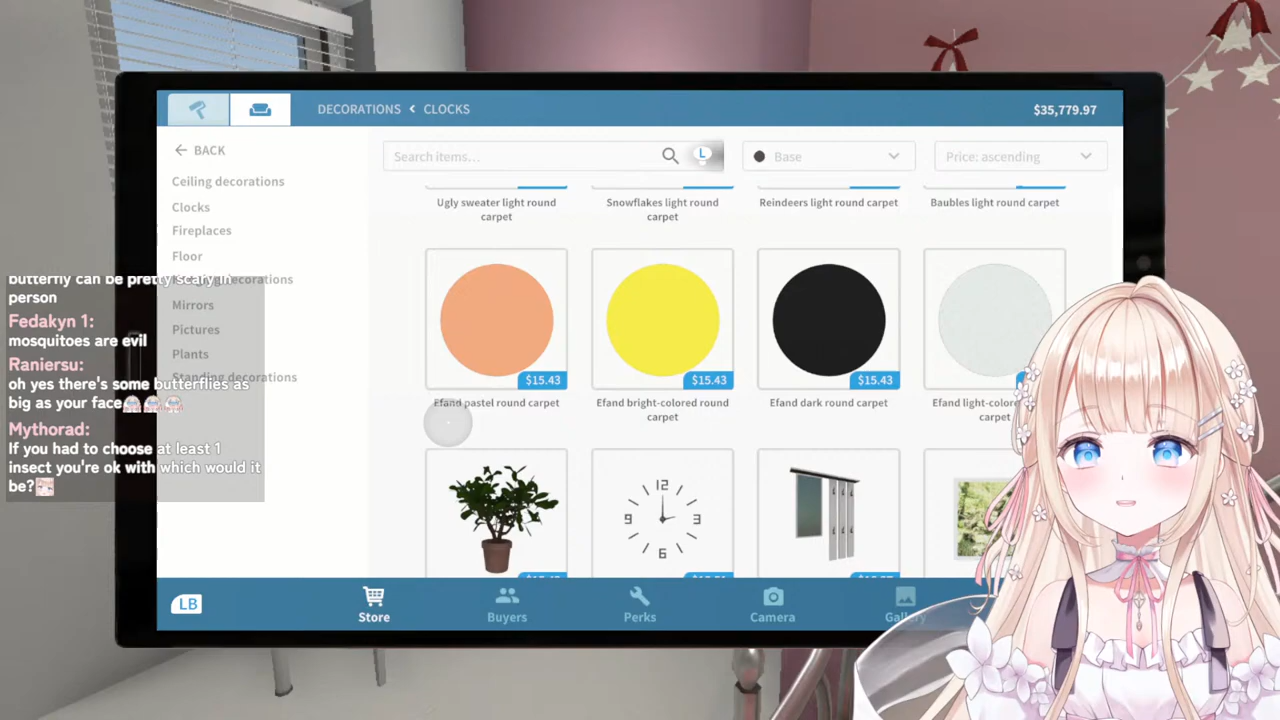 DECORATIONS < CLOCKS
$35,779.97
BACK
Search items...
L
Base
Price: ascending
Ceiling decorations
Clocks
Fireplaces
Floor
decorations
Mirrors
Pictures
Plants
Standing decorations
Ugly sweater light round
carpet
Snowflakes light round
carpet
Reindeers light round carpet
Baubles light round carpet
$15.43
$15.43
$15.43
Efand pastel round carpet
Efand bright-colored round
carpet
Efand dark round carpet
Efand light-colored
carpet
12
9
3
6
butterfly can be pretty scary in
person
Fedakyn 1:
mosquitoes are evil
Raniersu:
oh yes there's some butterflies as
big as your face
Mythorad:
If you had to choose at least 1
insect you're ok with which would it
be?
LB
Store
Buyers
Perks
Camera
Gallery